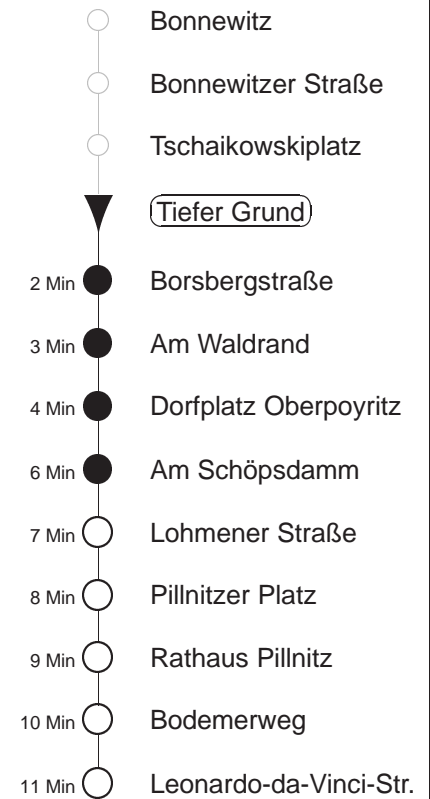 Bonnewitz
Bonnewitzer Straße
Tschaikowskiplatz
Tiefer Grund
2 Min Borsbergstraße
3 Min Am Waldrand
4 Min Dorfplatz Oberpoyritz
6 Min Am Schöpsdamm
7 Min Lohmener Straße
8 Min Pillnitzer Platz
9 Min Rathaus Pillnitz
10 Min Bodemerweg
11 Min Leonardo-da-Vinci-Str.